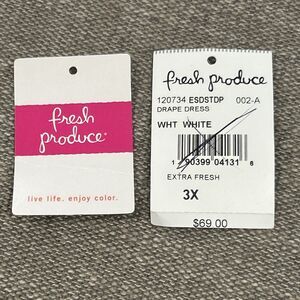 fresh
produce®
live life. enjoy color.
fresh produce
120734 ESDSTDP 002-A
DRAPE DRESS
WHT WHITE
1 90399 04131 6
EXTRA FRESH
3X
$69 00